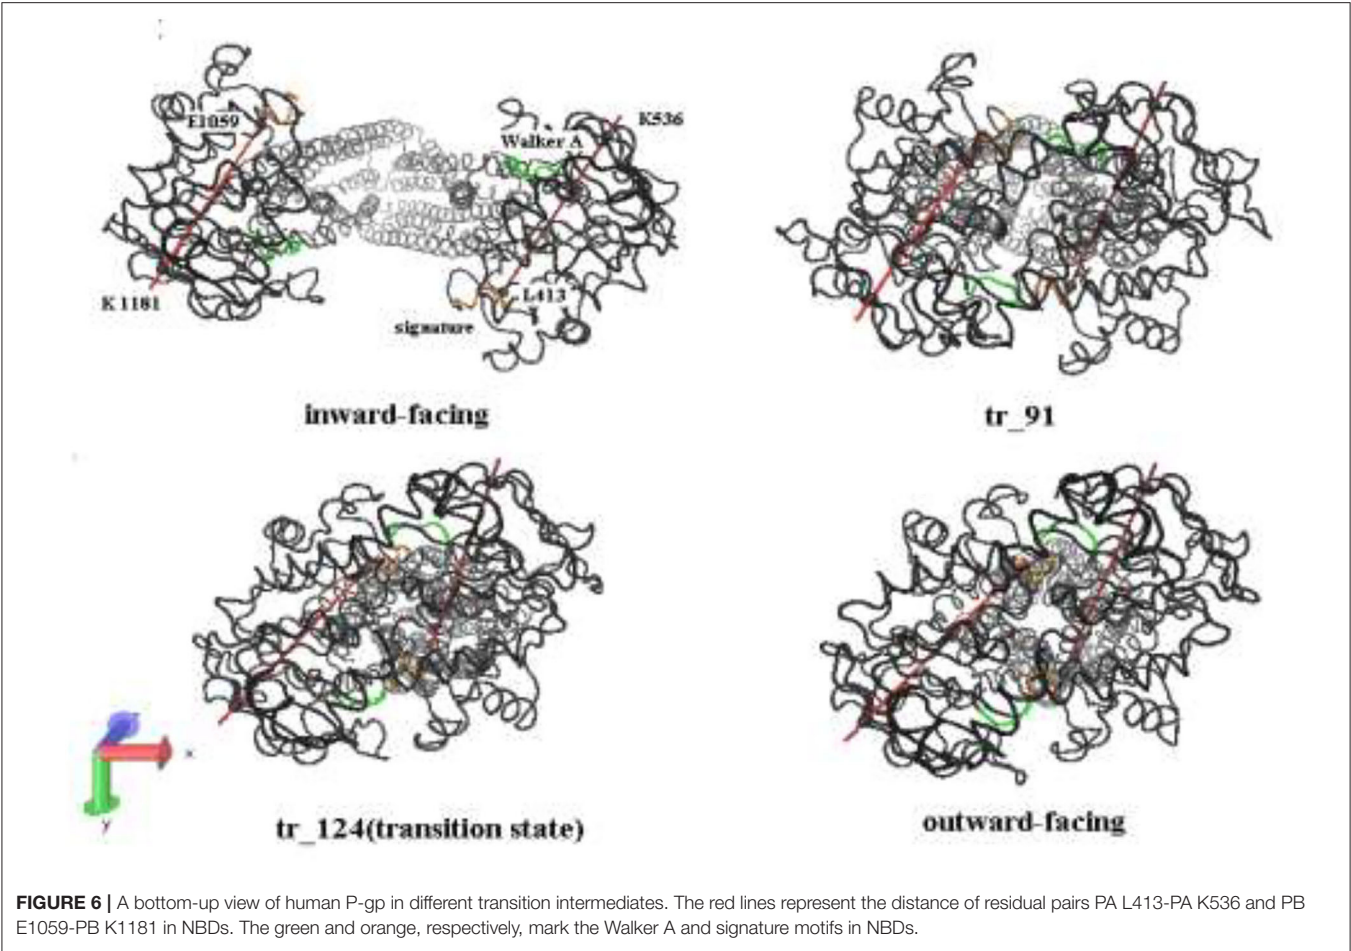 E1059
K536
Walker A
K 1181
L413
signature
inward-facing
tr_91
x
y
tr_124(transition state)
outward-facing
FIGURE 6 | A bottom-up view of human P-gp in different transition intermediates. The red lines represent the distance of residual pairs PA L413-PA K536 and PB
E1059-PB K1181 in NBDs. The green and orange, respectively, mark the Walker A and signature motifs in NBDs.